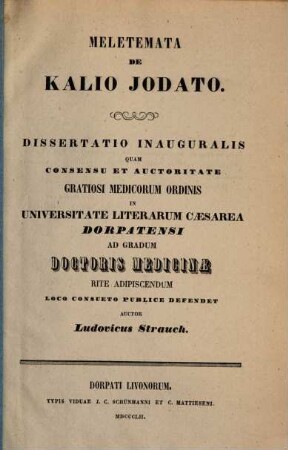 MELETEMATA
DE
KALIO JODATO.
DISSERTATIO INAUGURALIS
QUAM
CONSENSU ET AUCTORITATE
GRATIOSI MEDICORUM ORDINIS
IN
UNIVERSITATE LITERARUM CÆSAREA
DORPATENSI
AD GRADUM
DOCTORIS MEDICINÆ
RITE ADIPISCENDUM
LOCO CONSUETO PUBLICE DEFENDET
AUCTOR
Ludovicus Strauch.
DORPATI LIVONORUM.
TYPIS VIDUAE J. C. SCHÜNMANNI ET C. MATTIESENI.
MDCCCLII.